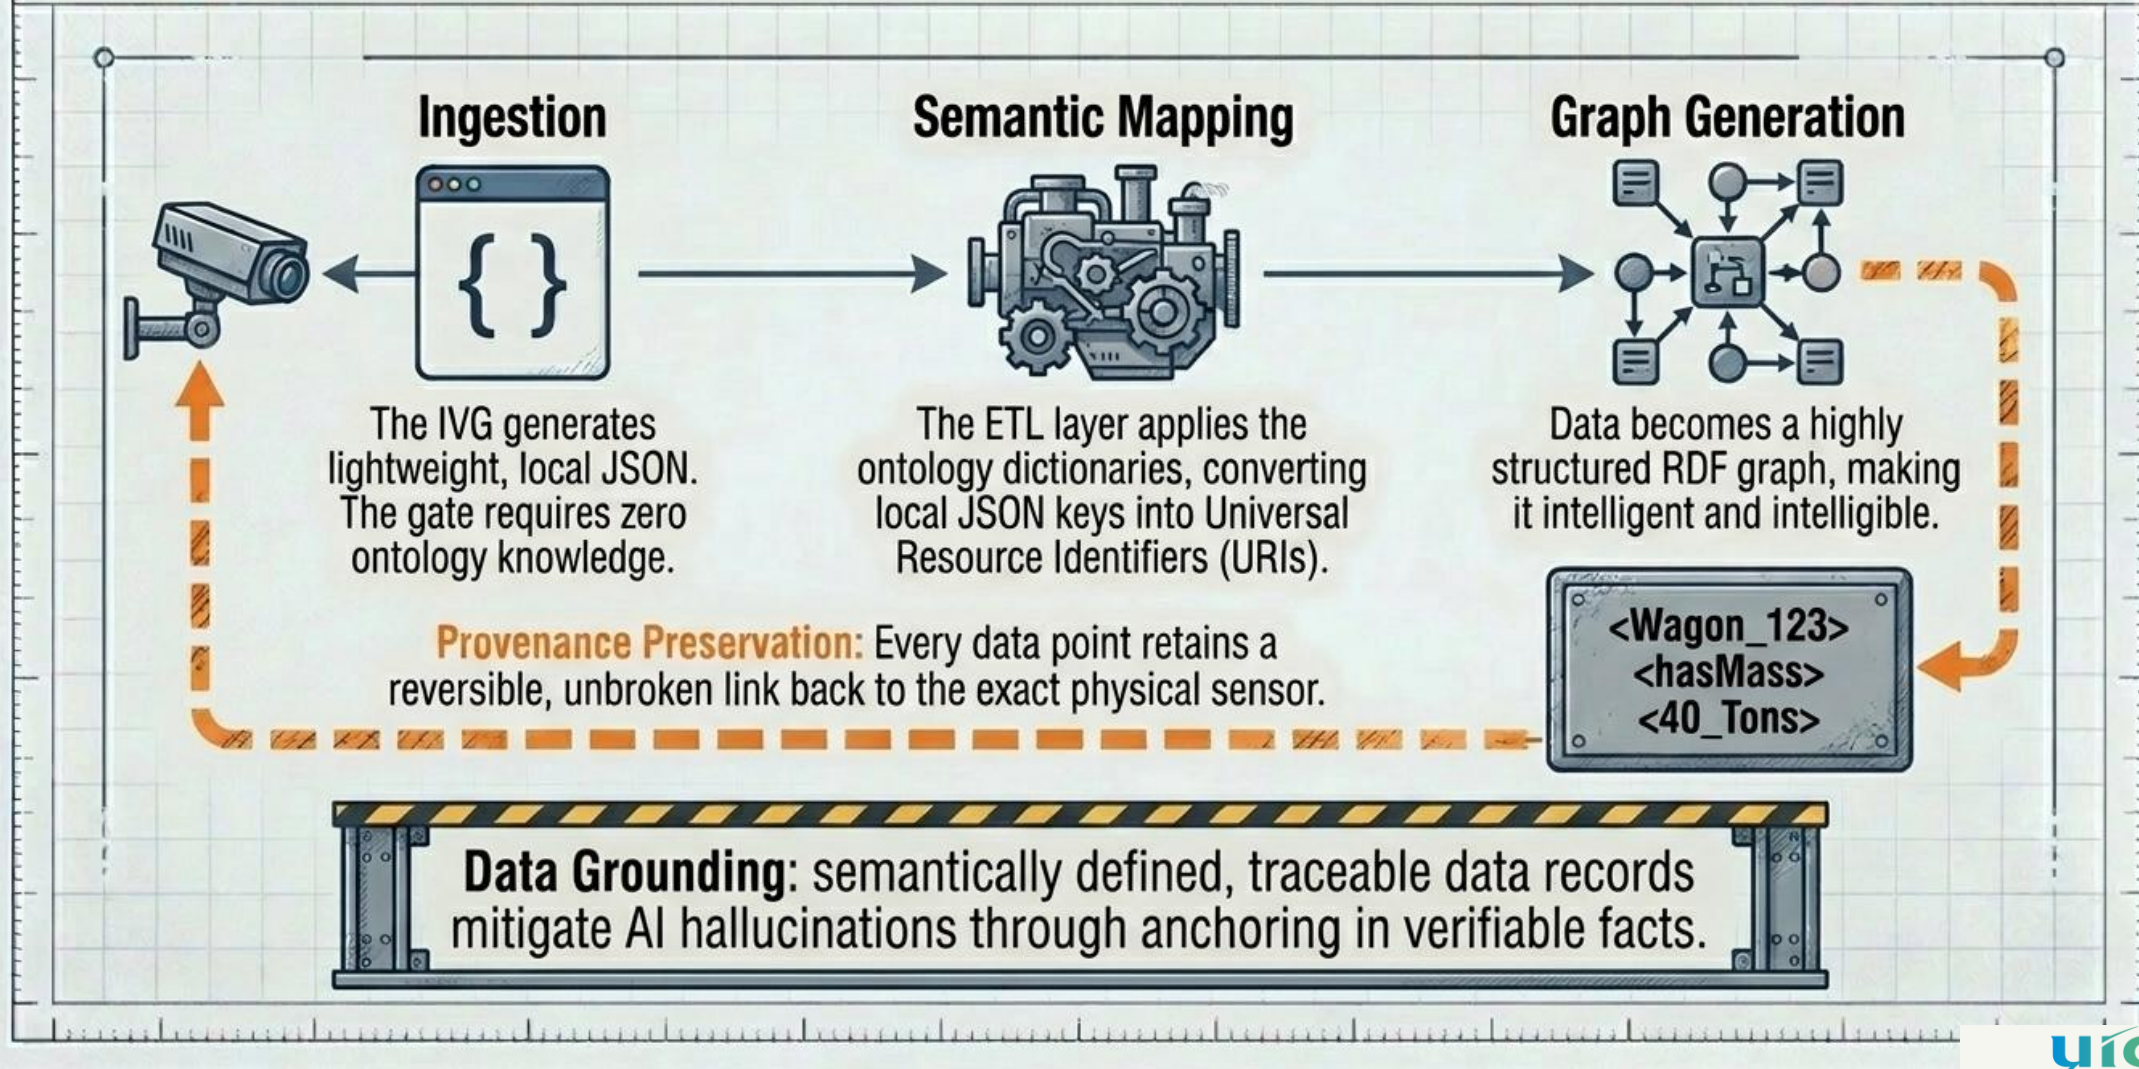 Ingestion
Semantic Mapping
Graph Generation
{ }
The IVG generates
lightweight, local JSON.
The gate requires zero
ontology knowledge.
The ETL layer applies the
ontology dictionaries, converting
local JSON keys into Universal
Resource Identifiers (URIs).
Data becomes a highly
structured RDF graph, making
it intelligent and intelligible.
<Wagon_123>
<hasMass>
<40_Tons>
Provenance Preservation: Every data point retains a
reversible, unbroken link back to the exact physical sensor.
Data Grounding: semantically defined, traceable data records
mitigate AI hallucinations through anchoring in verifiable facts.